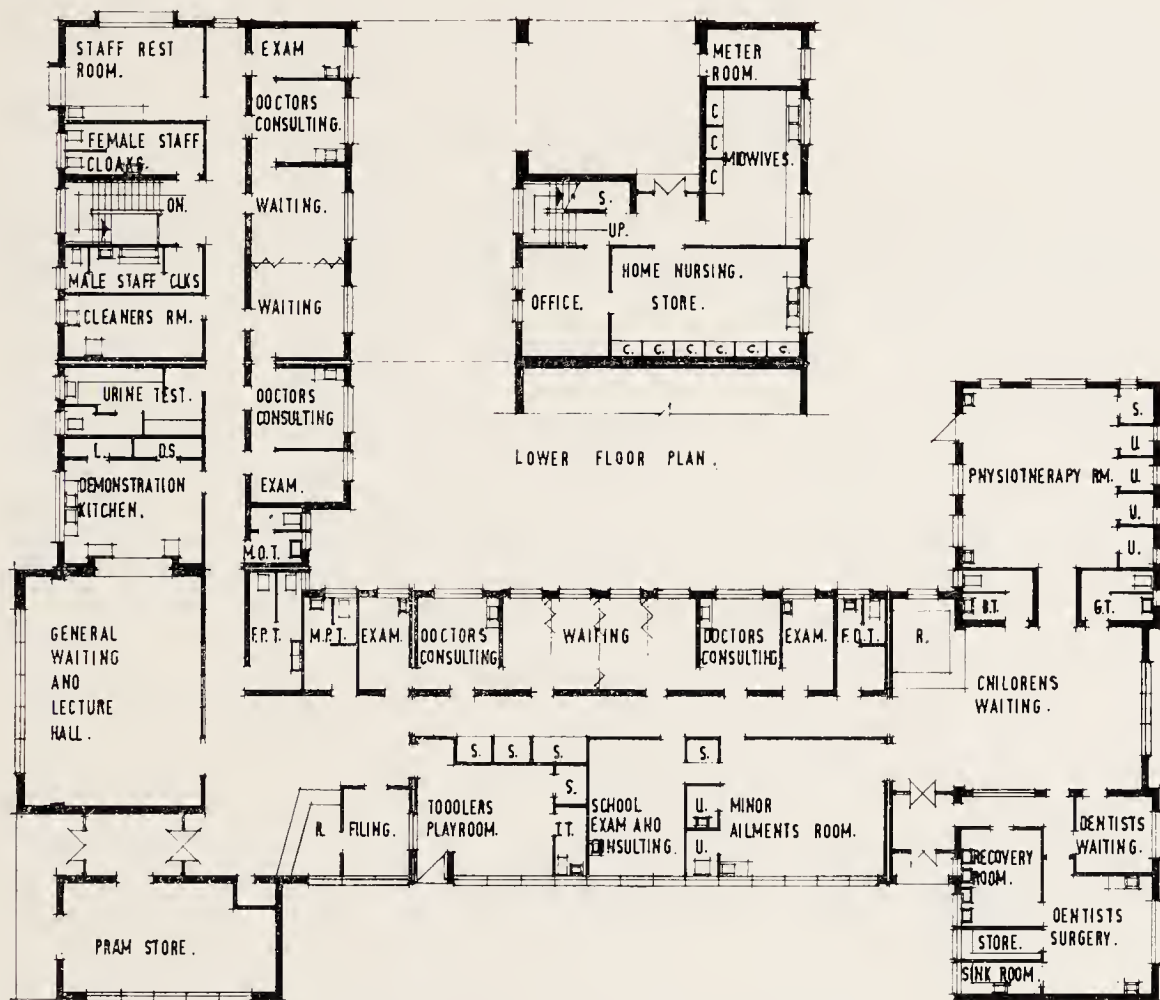 STAFF REST
ROOM.
FEMALE STAFF
CLOAKS.
ON.
MALE STAFF CLKS
CLEANERS RM.
URINE TEST.
L.
D.S.
DEMONSTRATION
KITCHEN.
GENERAL
WAITING
AND
LECTURE
HALL.
PRAM STORE.
EXAM
DOCTORS
CONSULTING.
WAITING.
WAITING
DOCTORS
CONSULTING
EXAM.
M.O.T.
METER
ROOM.
C
C
C
MIDWIVES.
S.
UP.
OFFICE.
HOME NURSING.
STORE.
C.
C.
C.
C.
C.
C.
LOWER FLOOR PLAN.
F.P.T.
M.P.T.
EXAM.
DOCTORS
CONSULTING
WAITING
DOCTORS
CONSULTING
EXAM.
F.D.T.
R.
PHYSIOTHERAPY RM.
S.
U.
U.
U.
U.
B.T.
G.T.
CHILDRENS
WAITING.
R.
FILING.
TODDLERS
PLAYROOM.
S.
S.
S.
S.
T.T.
SCHOOL
EXAM AND
CONSULTING.
S.
U.
U.
MINOR
AILMENTS ROOM.
DENTISTS
WAITING.
RECOVERY
ROOM.
STORE.
SINK ROOM.
DENTISTS
SURGERY.